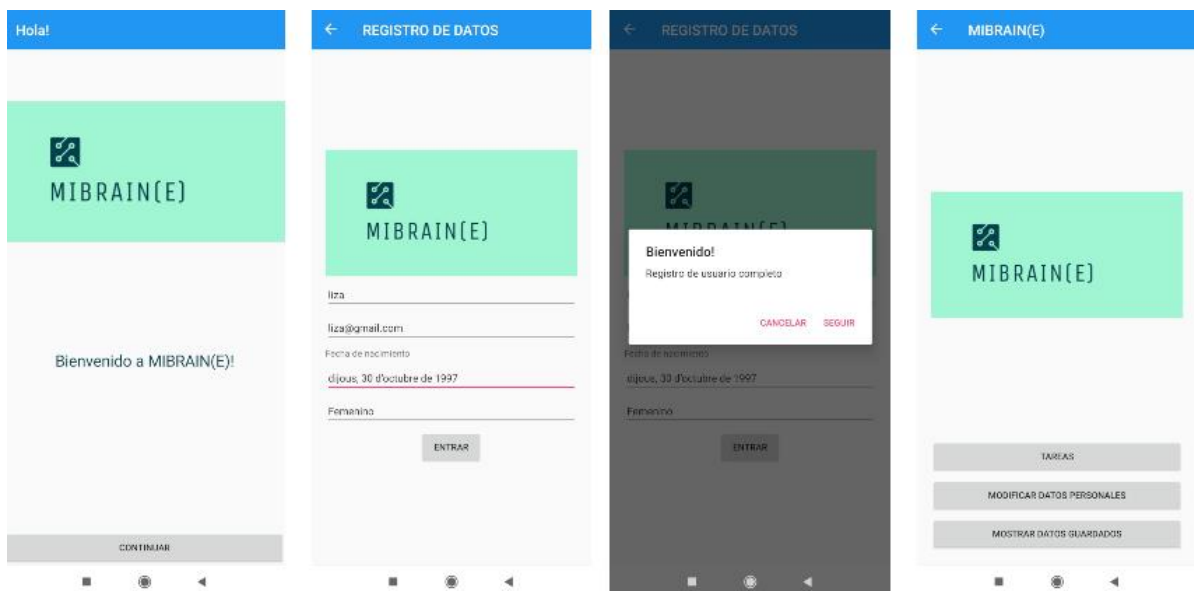 Hola!
MIBRAIN(E)
Bienvenido a MIBRAIN(E)!
CONTINUAR
REGISTRO DE DATOS
MIBRAIN(E)
liza
liza@gmail.com
Fecha de nacimiento
dijous, 30 d'octubre de 1997
Femenino
ENTRAR
REGISTRO DE DATOS
MIBRAIN(E)
Bienvenido!
Registro de usuario completo
CANCELAR SEGUIR
Fecha de nacimiento
dijous, 30 d'octubre de 1997
Femenino
ENTRAR
MIBRAIN(E)
MIBRAIN(E)
TAREAS
MODIFICAR DATOS PERSONALES
MOSTRAR DATOS GUARDADOS